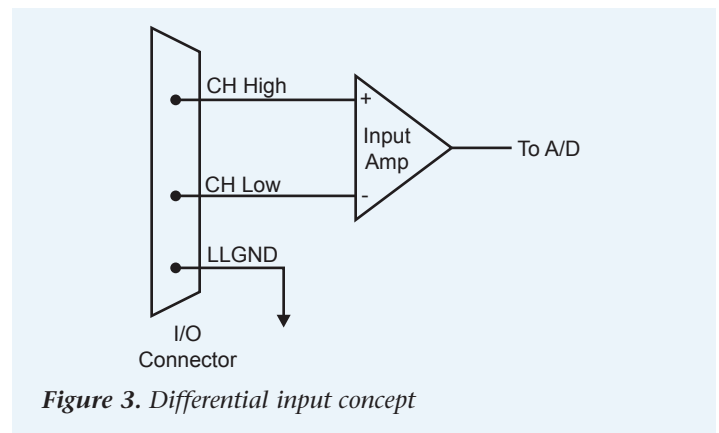 CH High
+
Input
Amp
To A/D
CH Low
-
LLGND
I/O
Connector
Figure 3. Differential input concept